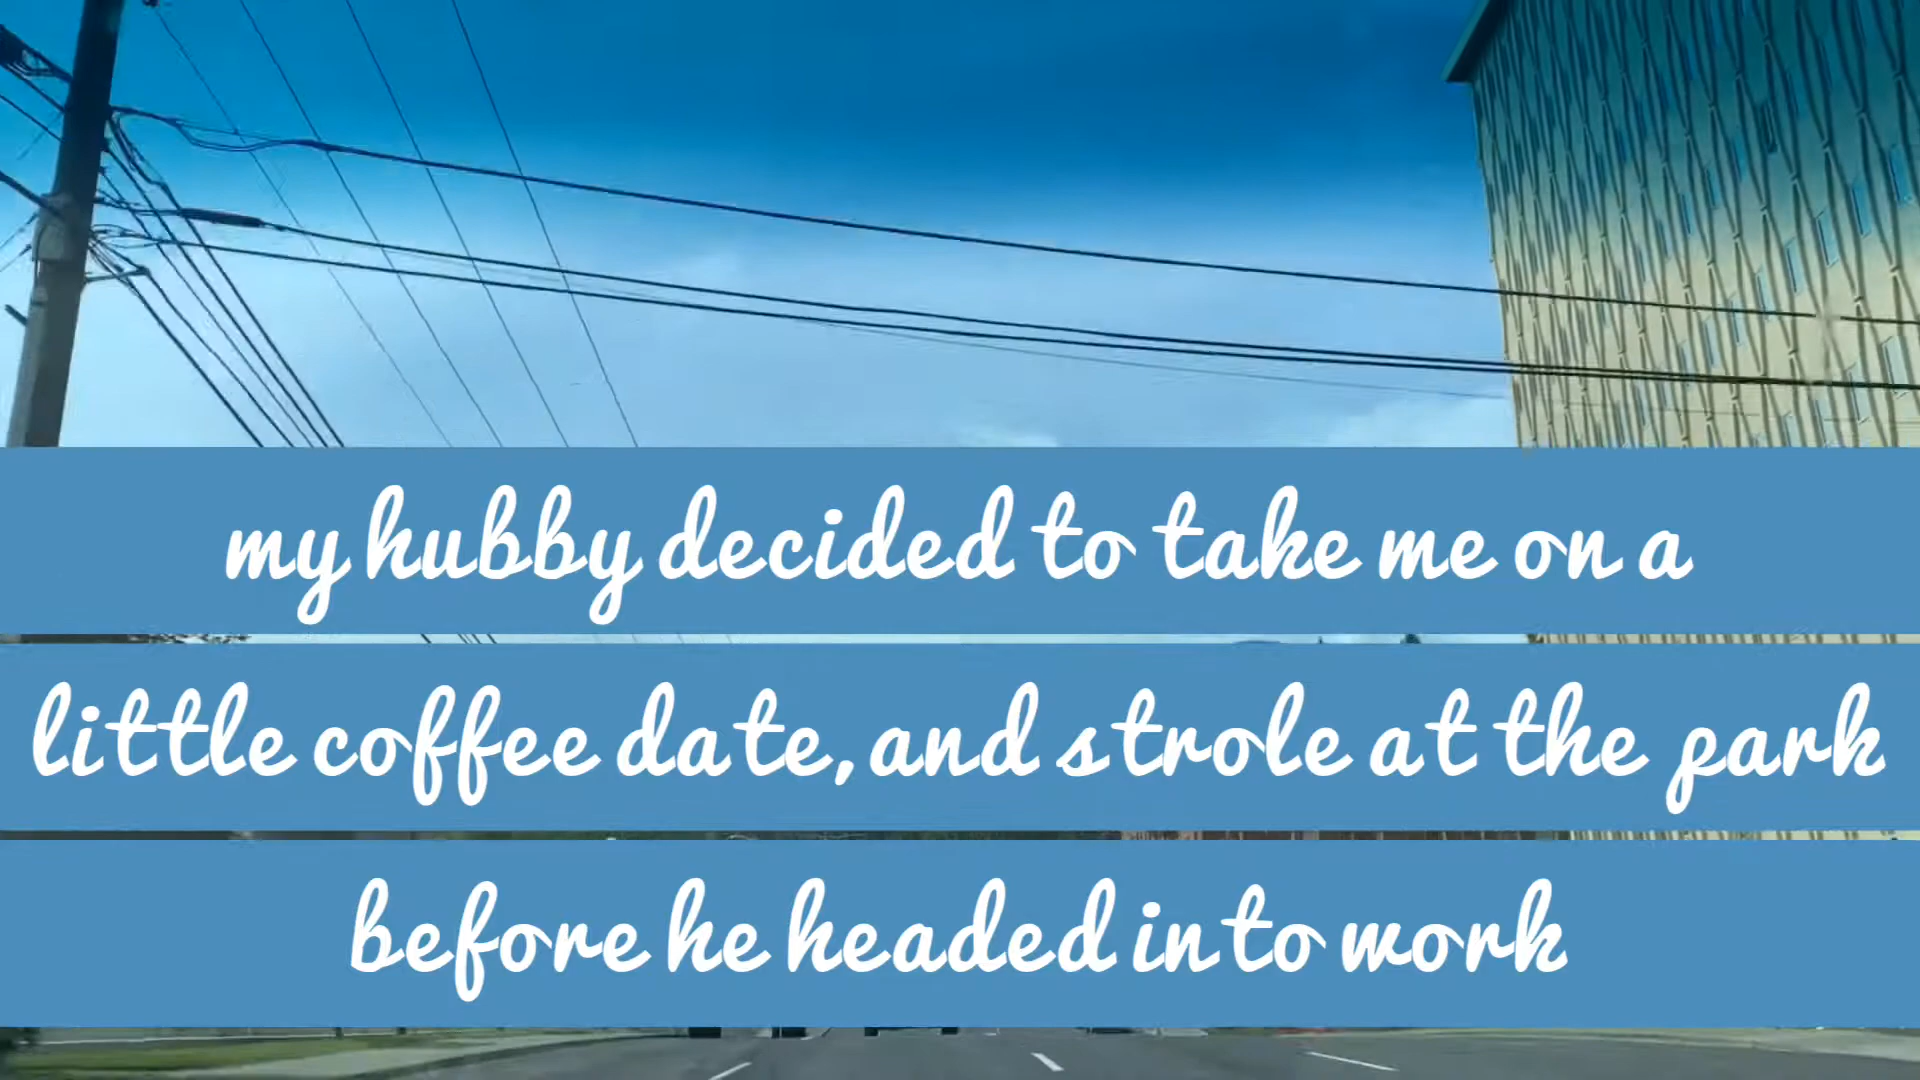 my hubby decided to take me on a
little coffee date, and strole at the park
before he headed into work